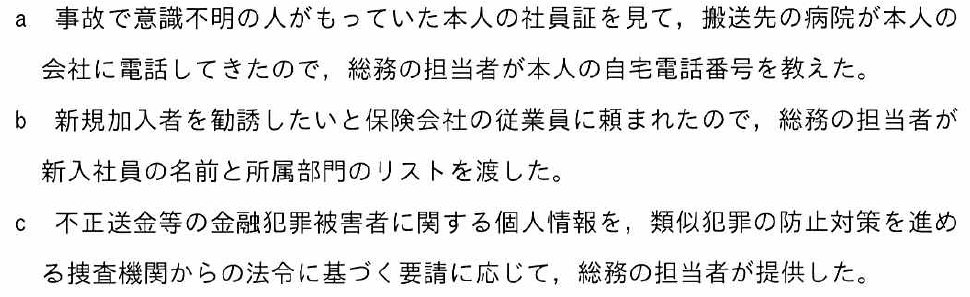 a 事故で意識不明の人がもっていた本人の社員証を見て，搬送先の病院が本人の
会社に電話してきたので，総務の担当者が本人の自宅電話番号を教えた。
b 新規加入者を勧誘したいと保険会社の従業員に頼まれたので，総務の担当者が
新入社員の名前と所属部門のリストを渡した。
c 不正送金等の金融犯罪被害者に関する個人情報を，類似犯罪の防止対策を進め
る捜査機関からの法令に基づく要請に応じて，総務の担当者が提供した。